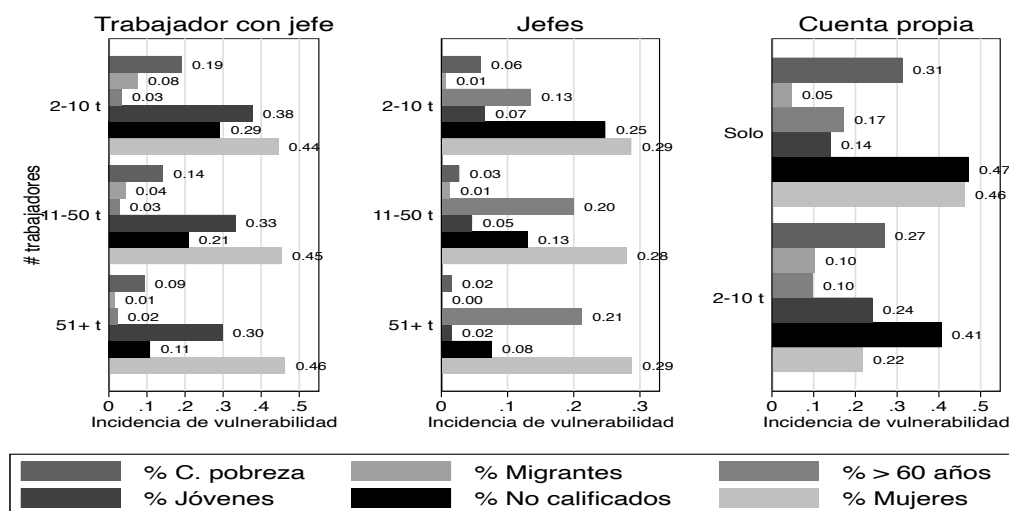 Trabajador con jefe
# trabajadores
2-10 t
0.19
0.08
0.03
0.38
0.29
0.44
11-50 t
0.14
0.04
0.03
0.33
0.21
0.45
51+ t
0.09
0.01
0.02
0.30
0.11
0.46
0 .1 .2 .3 .4 .5
Incidencia de vulnerabilidad
Jefes
2-10 t
0.06
0.01
0.13
0.07
0.25
0.29
11-50 t
0.03
0.01
0.20
0.05
0.13
0.28
51+ t
0.02
0.00
0.21
0.02
0.08
0.29
0 .1 .2 .3
Incidencia de vulnerabilidad
Cuenta propia
Solo
0.31
0.05
0.17
0.14
0.47
0.46
2-10 t
0.27
0.10
0.10
0.24
0.41
0.22
0 .1 .2 .3 .4 .5
Incidencia de vulnerabilidad
% C. pobreza % Migrantes % > 60 años
% Jóvenes % No calificados % Mujeres